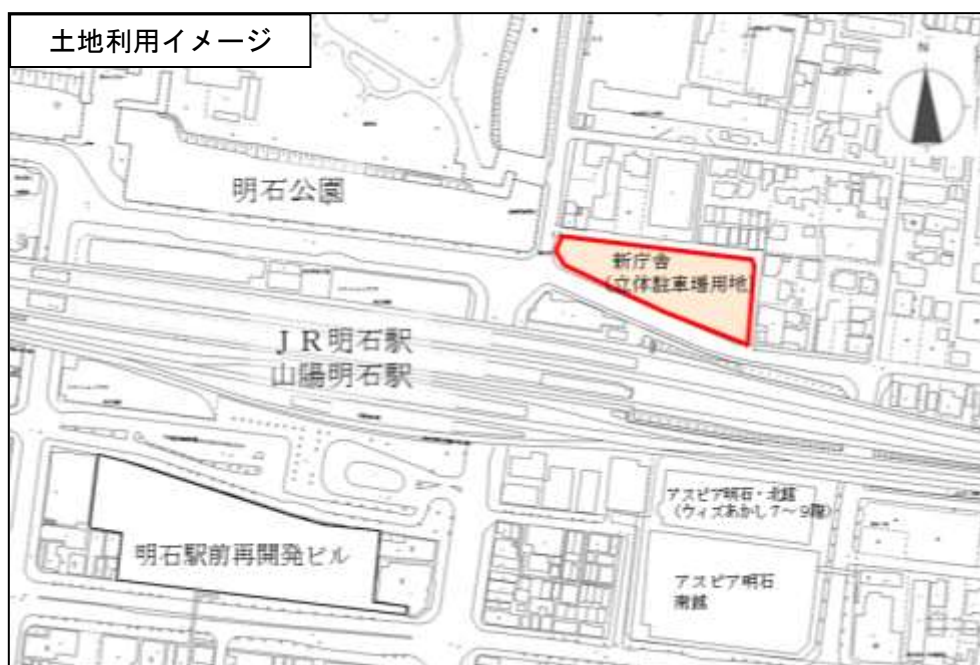 土地利用イメージ
N
明石公園
新庁舎
(立体駐車場用地
JR明石駅
山陽明石駅
アスピア明石・北館
(ウィズあかし7～9階)
明石駅前再開発ビル
アスピア明石
南館